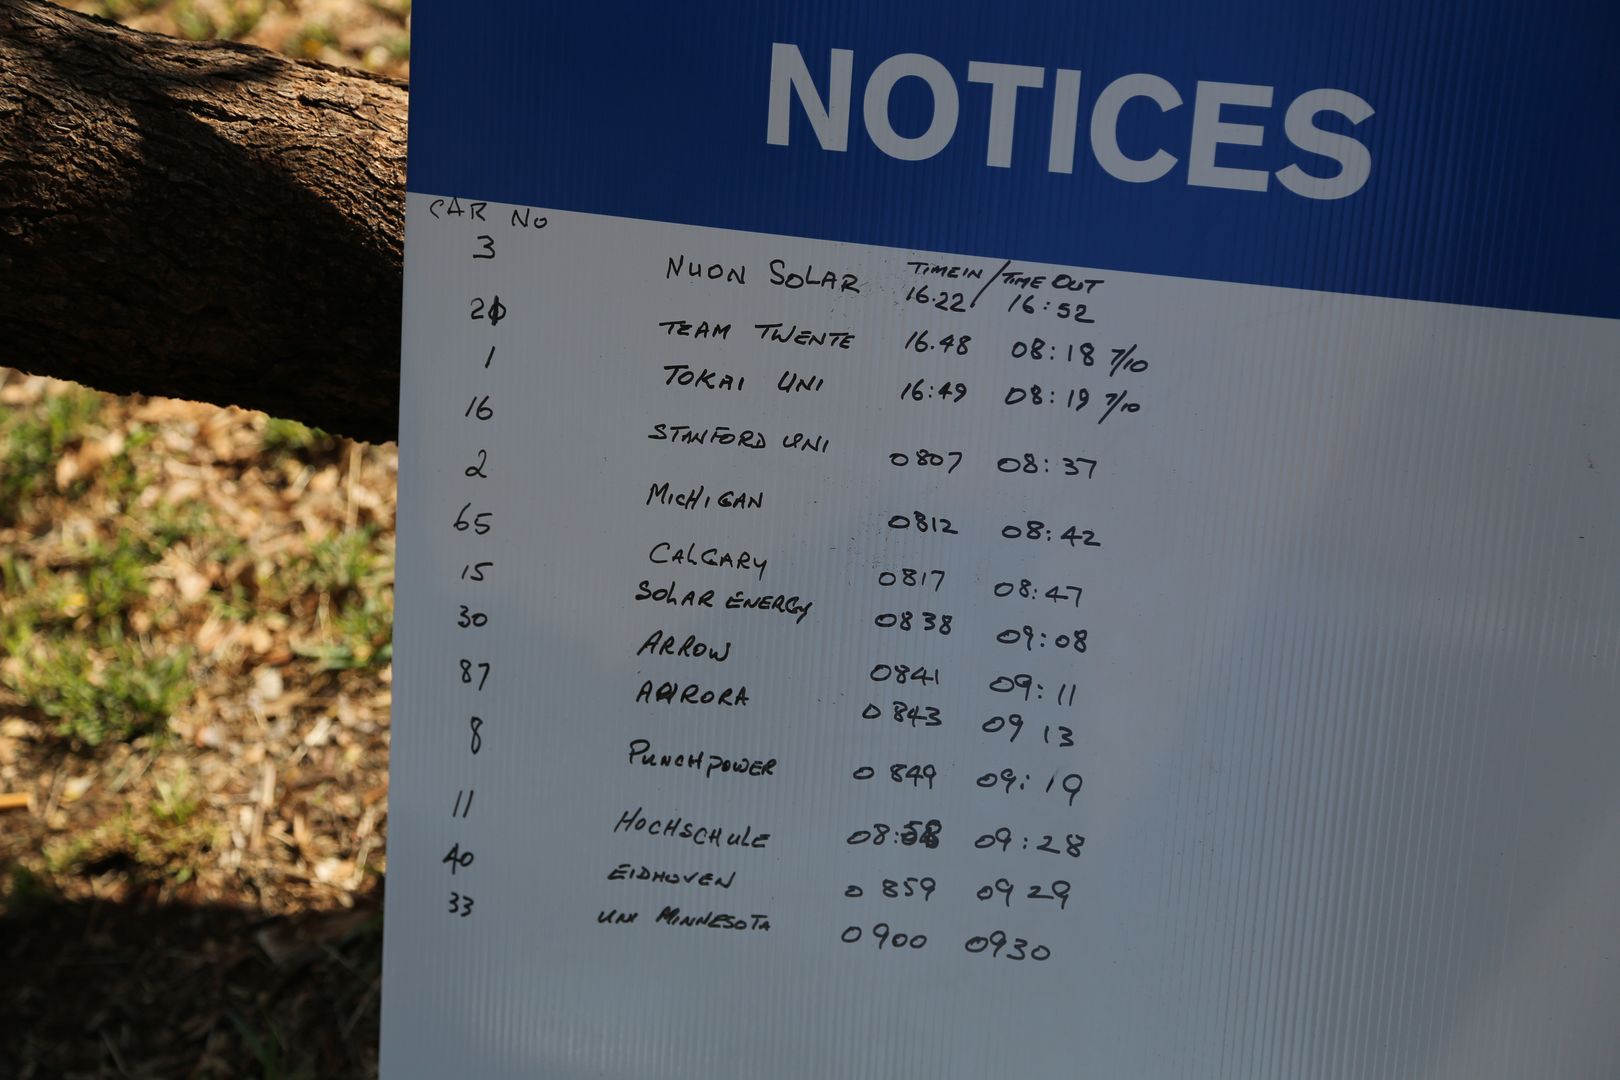 NOTICES
CAR NO TIME IN / TIME OUT
3 NUON SOLAR 16.22 / 16:52
21 TEAM TWENTE 16.48 08:18 7/10
1 TOKAI UNI 16:49 08:19 7/10
16 STANFORD UNI 0807 08:37
2 MICHIGAN 0812 08:42
65 CALGARY 0817 08:47
15 SOLAR ENERGY 0838 09:08
30 ARROW 0841 09:11
87 AURORA 0843 09 13
8 PUNCHPOWER 0849 09:19
11 HOCHSCHULE 08:58 09:28
40 EIDHOVEN 0859 09 29
33 UNI MINNESOTA 0900 0930